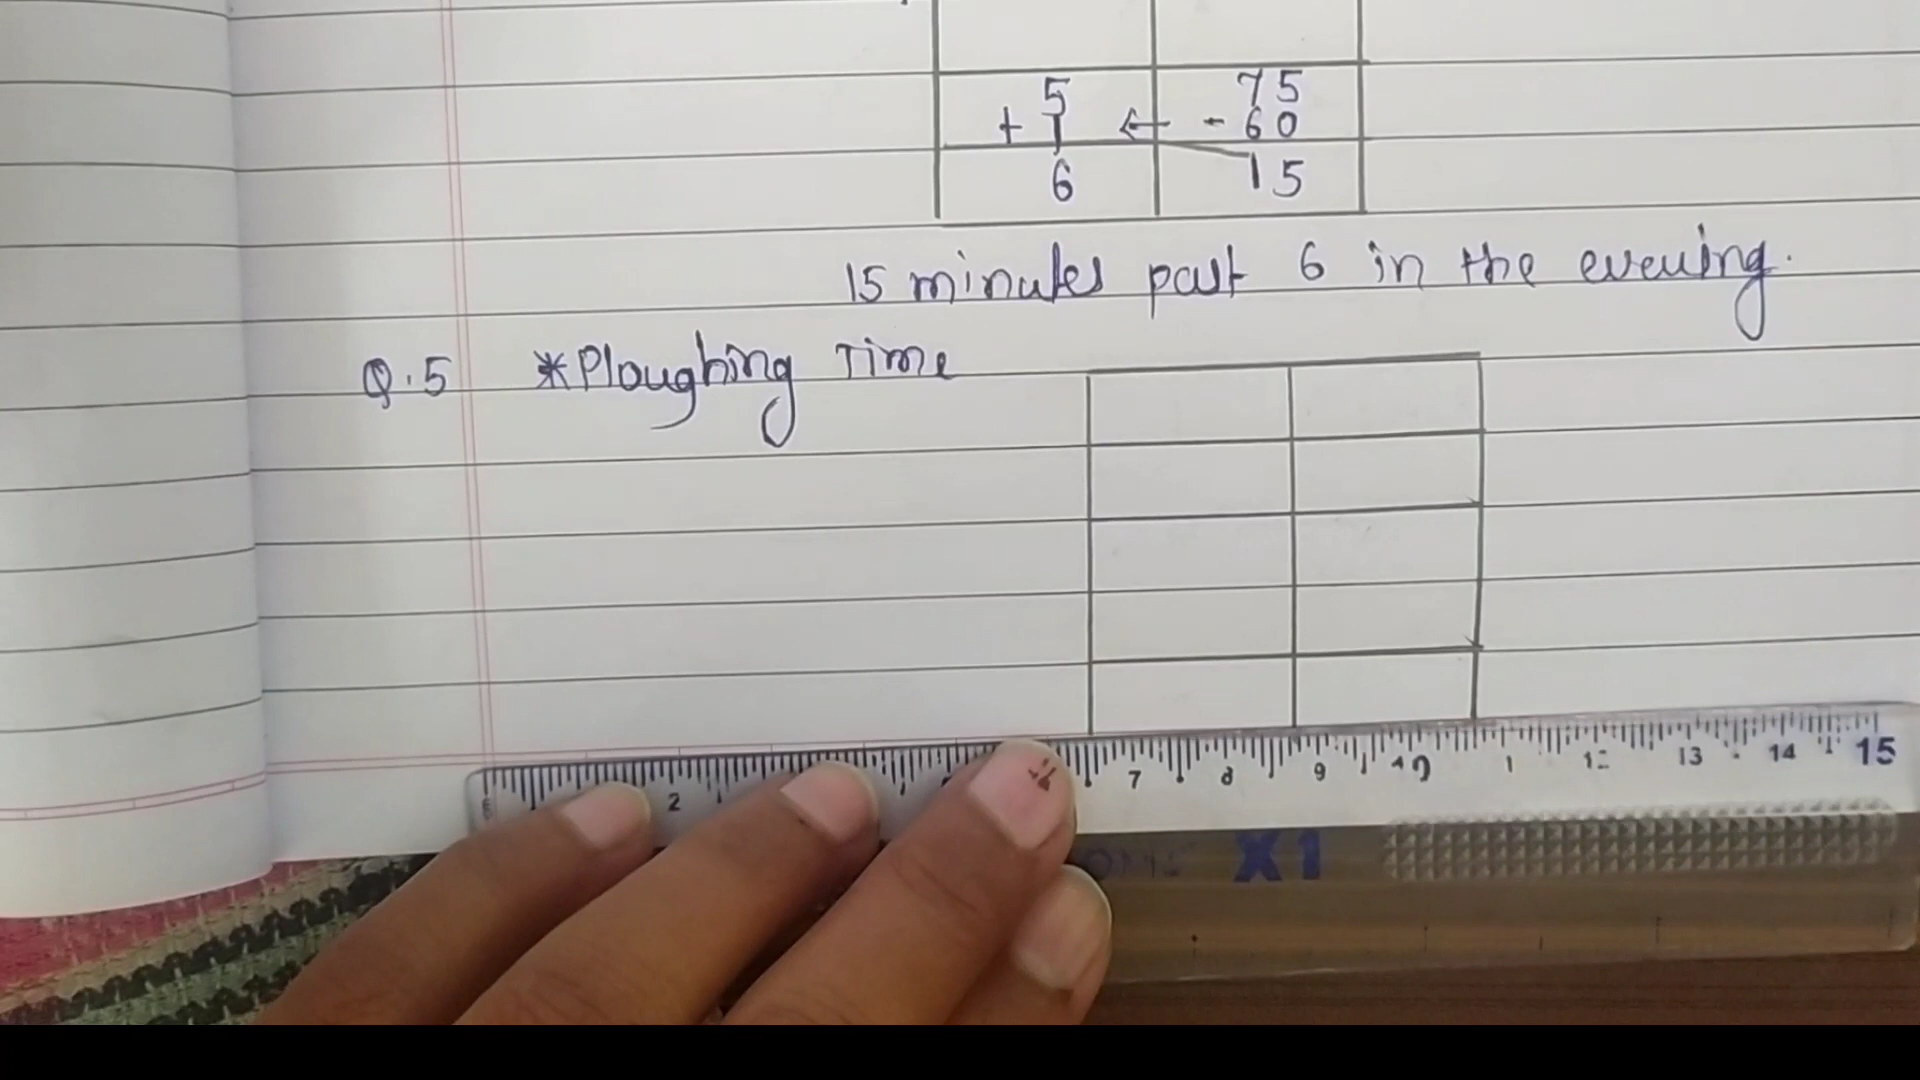 5 75
+ 1 ← - 60
6 15
15 minutes past 6 in the evening.
Q.5 *Ploughing Time
2 7 8 9 10 1 12 13 14 15
X1